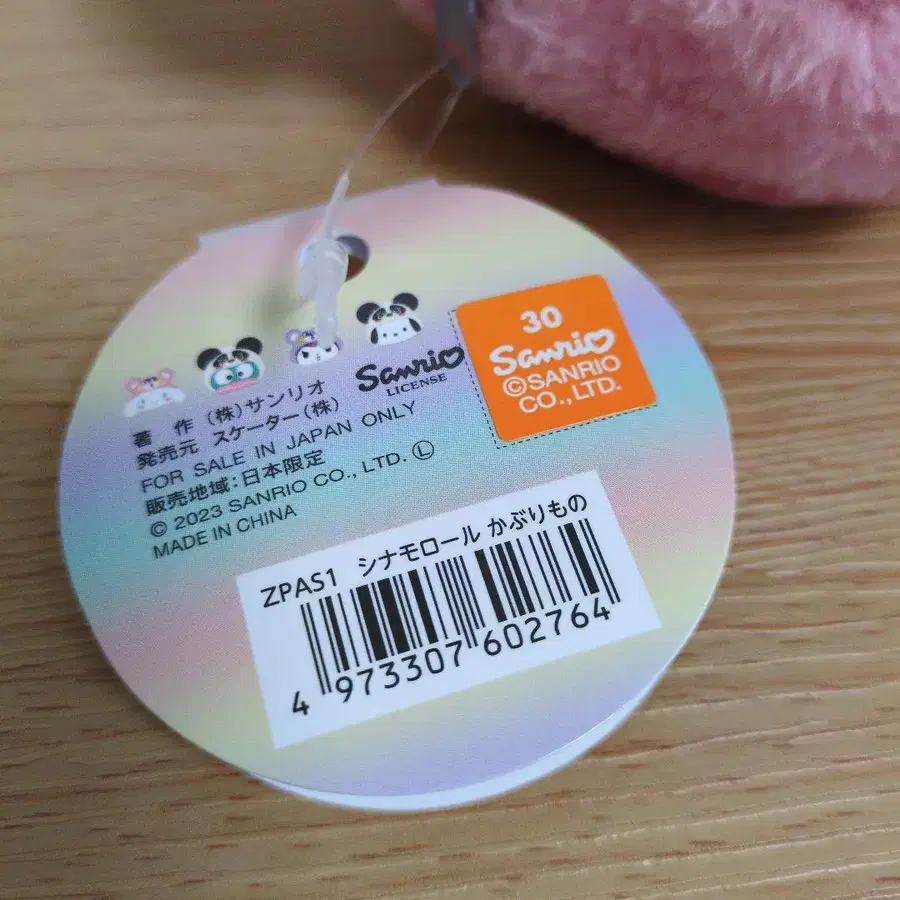 30
Sanrio
©SANRIO
CO.,LTD.
Sanrio
LICENSE
著 作 (株)サンリオ
発売元 スケーター(株)
FOR SALE IN JAPAN ONLY
販売地域:日本限定
© 2023 SANRIO CO., LTD. Ⓛ
MADE IN CHINA
ZPAS1 シナモロール かぶりもの
4 973307 602764